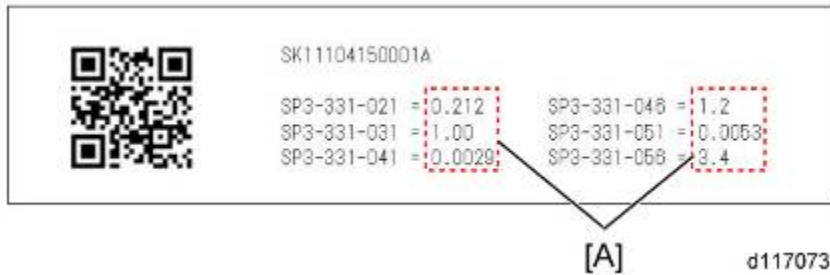 SK11104150001A
SP3-331-021 = 0.212 SP3-331-046 = 1.2
SP3-331-031 = 1.00 SP3-331-051 = 0.0053
SP3-331-041 = 0.0029 SP3-331-056 = 3.4
[A]
d117073